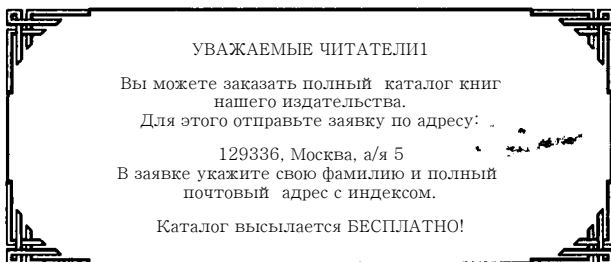 УВАЖАЕМЫЕ ЧИТАТЕЛИ1
Вы можете заказать полный каталог книг
нашего издательства.
Для этого отправьте заявку по адресу:
129336, Москва, а/я 5
В заявке укажите свою фамилию и полный
почтовый адрес с индексом.
Каталог высылается БЕСПЛАТНО!